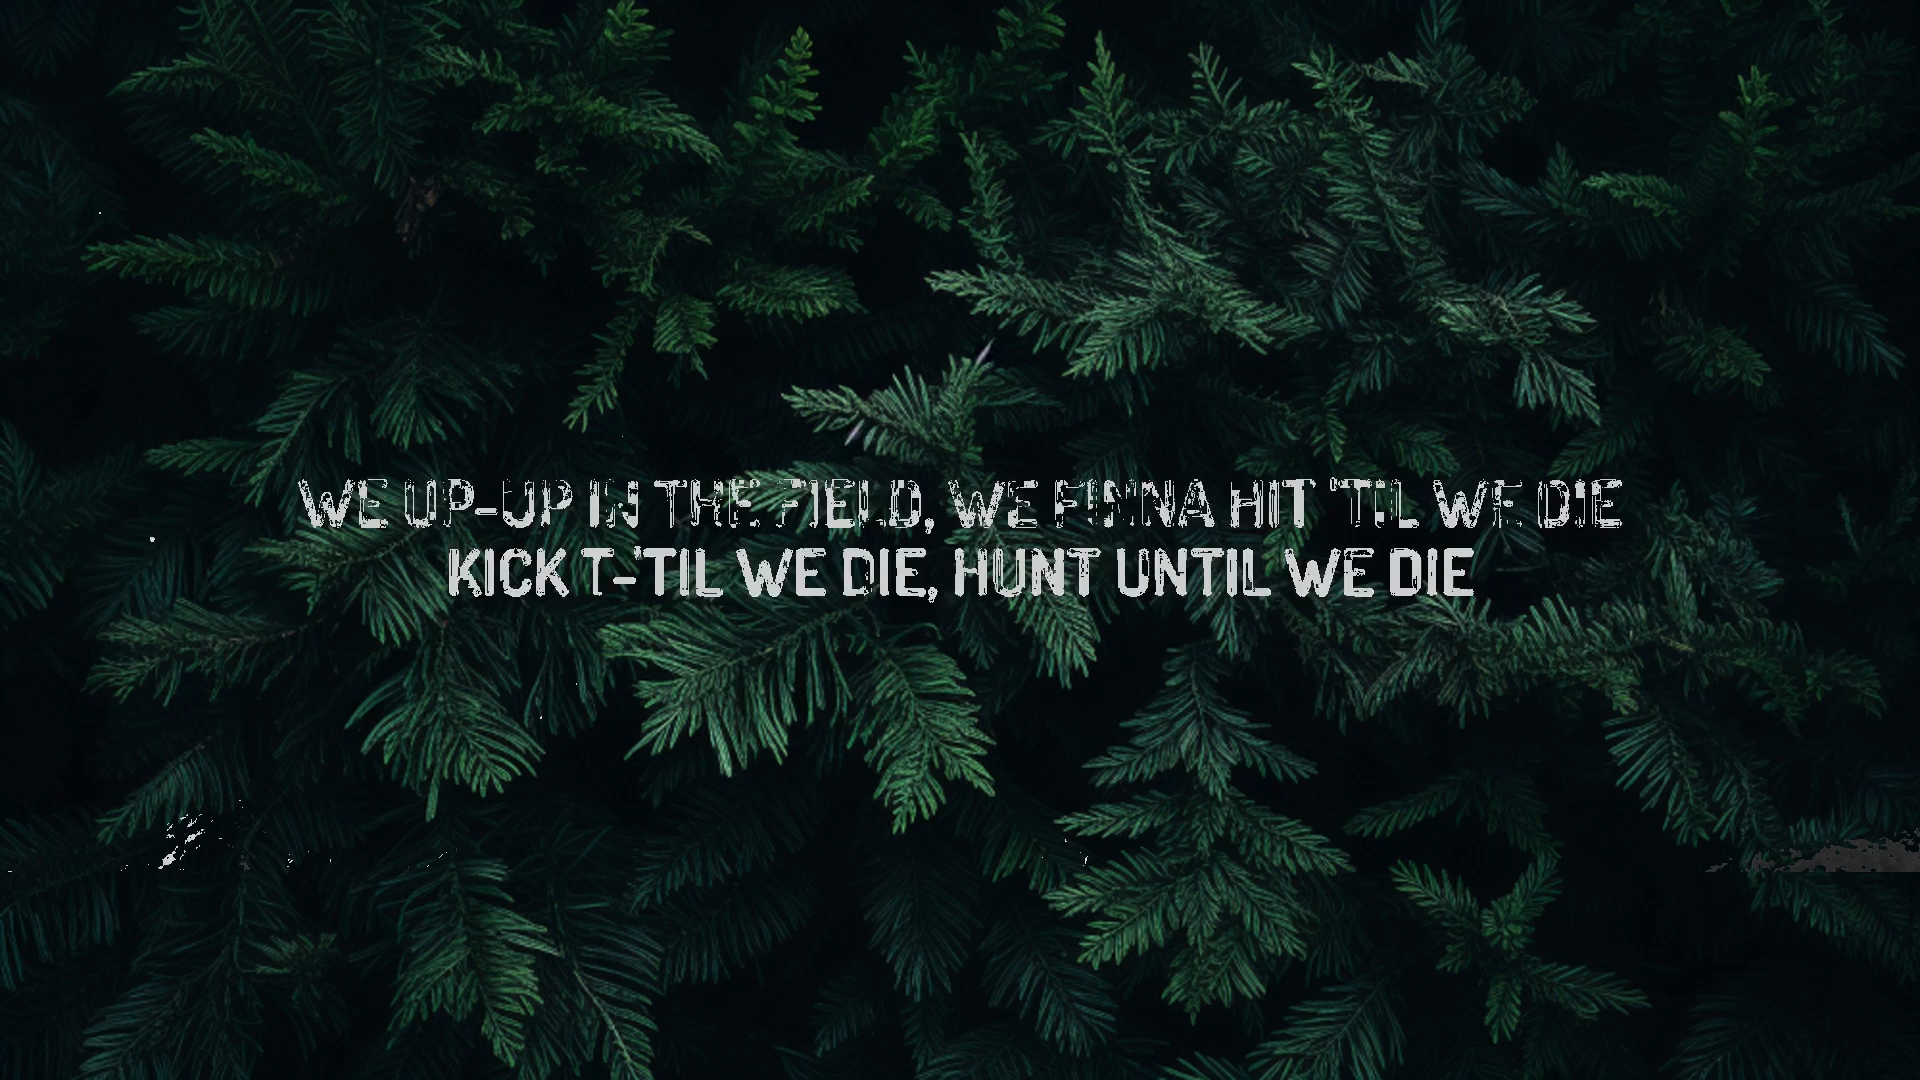 WE UP-UP IN THE FIELD, WE FINNA HIT 'TIL WE DIE
KICK T-'TIL WE DIE, HUNT UNTIL WE DIE